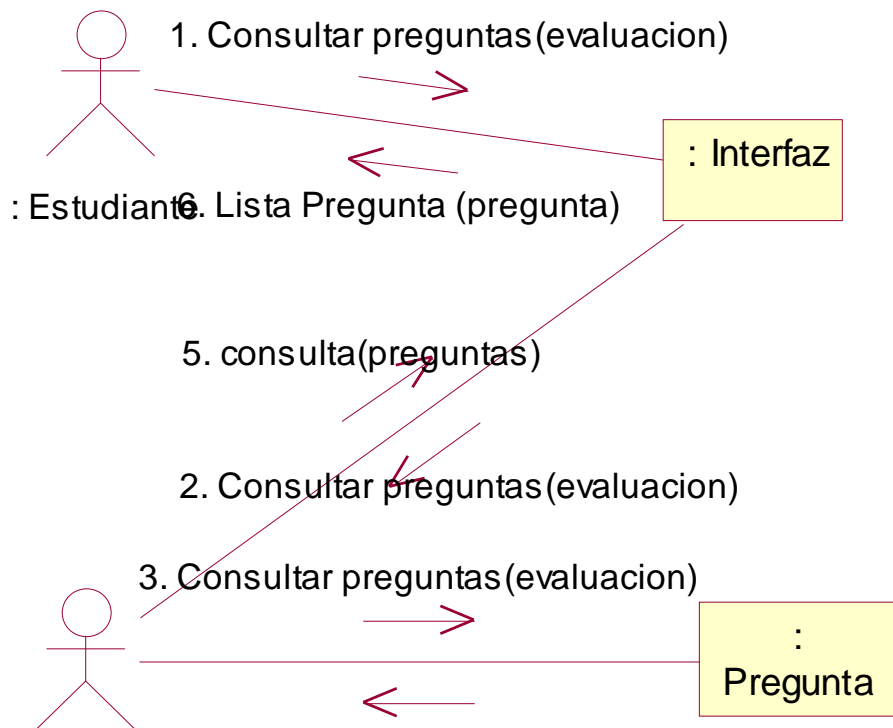 1. Consultar preguntas(evaluacion)
: Interfaz
: Estudiante
6. Lista Pregunta (pregunta)
5. consulta(preguntas)
2. Consultar preguntas(evaluacion)
3. Consultar preguntas(evaluacion)
:
Pregunta